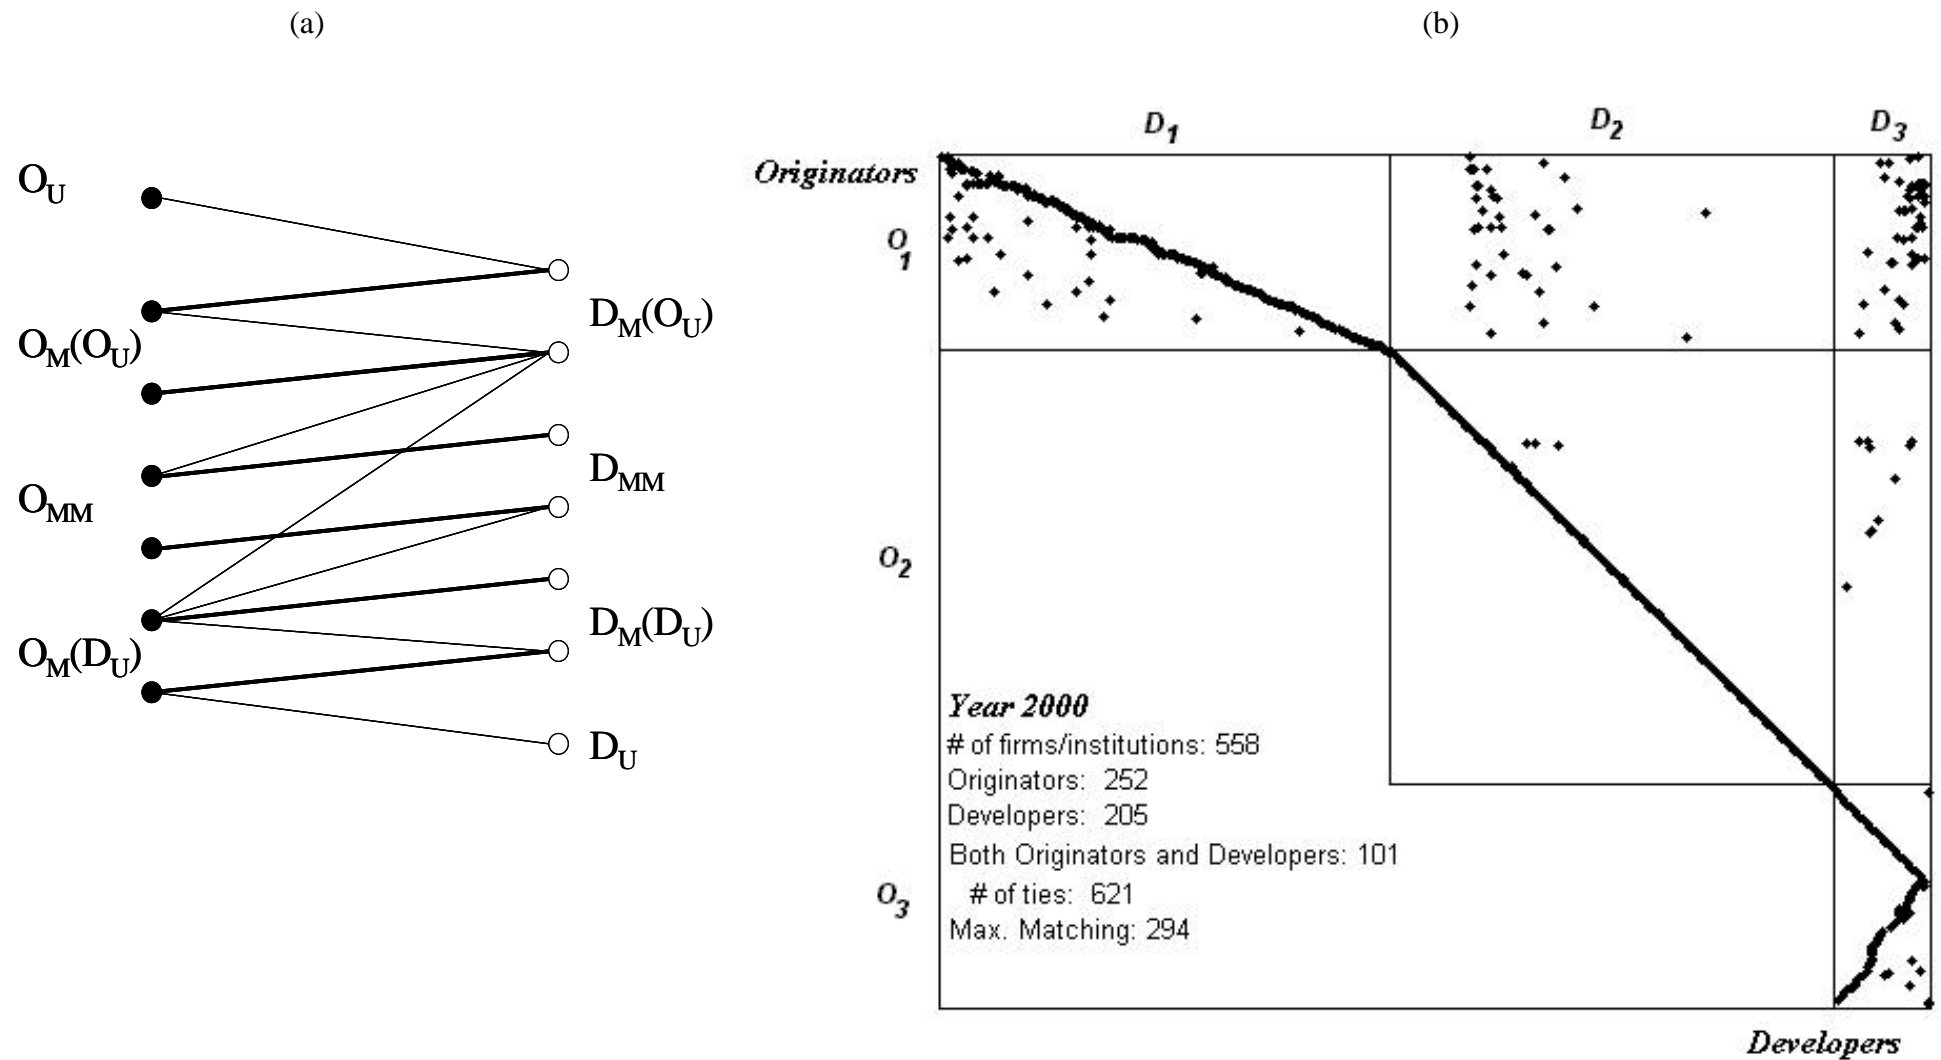 (a)
(b)
O_U
O_M(O_U)
O_MM
O_M(D_U)
D_M(O_U)
D_MM
D_M(D_U)
D_U
D_1 D_2 D_3
Originators
O_1
O_2
O_3
Year 2000
# of firms/institutions: 558
Originators: 252
Developers: 205
Both Originators and Developers: 101
# of ties: 621
Max. Matching: 294
Developers